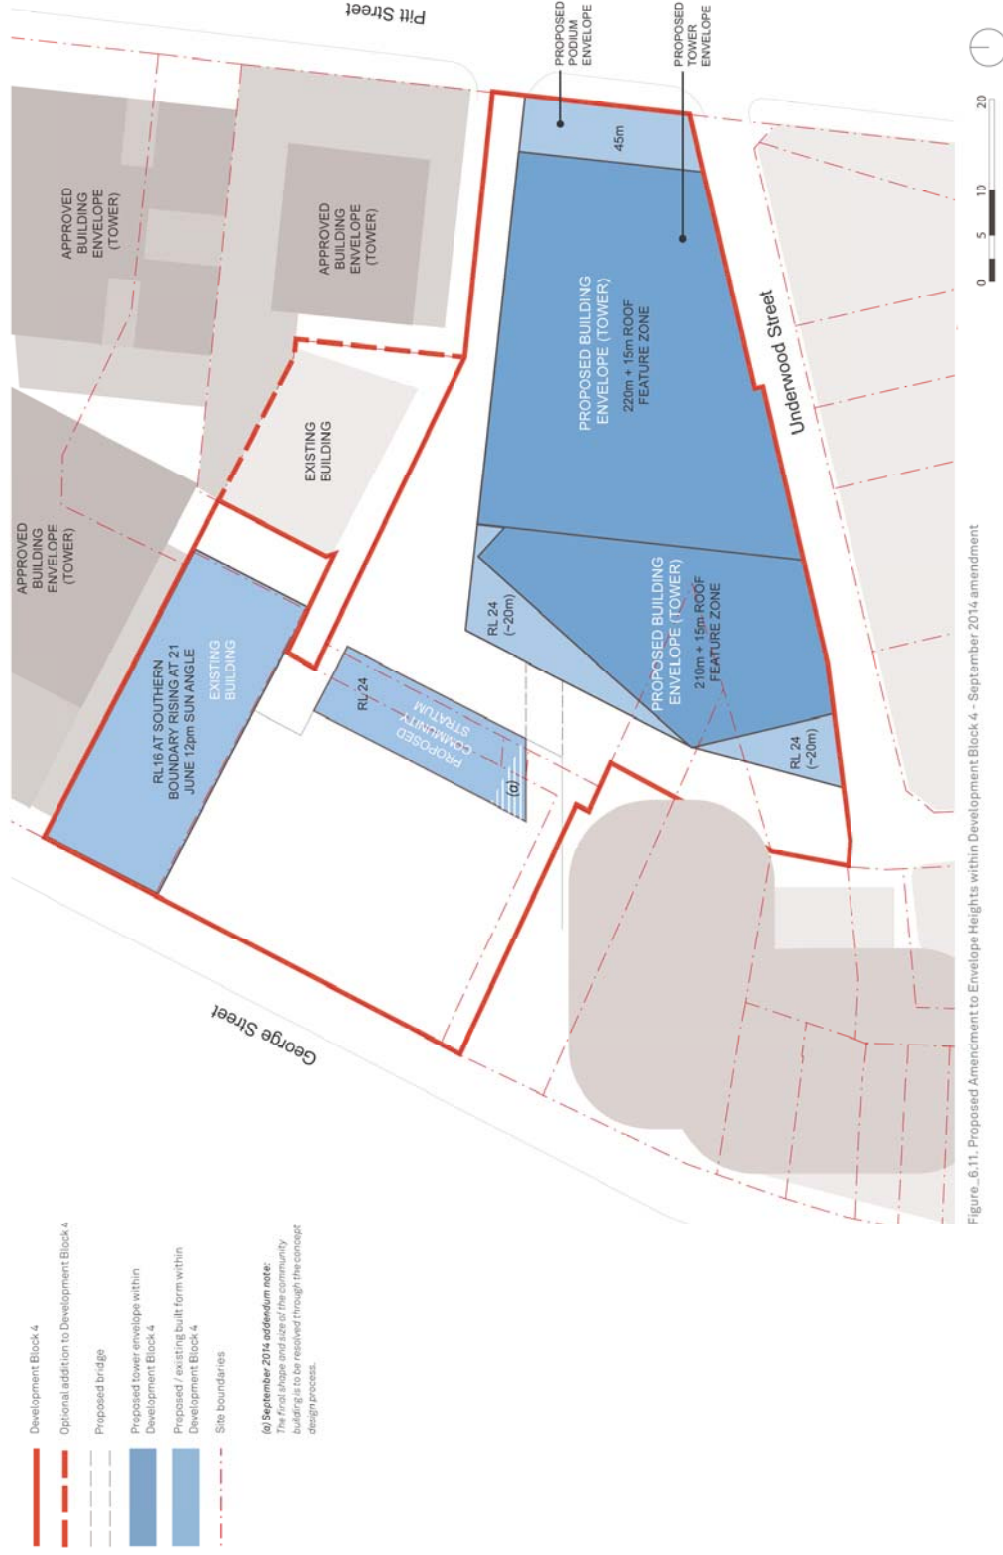 Development Block 4
Optional addition to Development Block 4
Proposed bridge
Proposed tower envelope within
Development Block 4
Proposed / existing built form within
Development Block 4
Site boundaries
(a) September 2014 addendum note:
The final shape and size of the community
building is to be resolved through the concept
design process.
George Street
Pitt Street
Underwood Street
APPROVED
BUILDING
ENVELOPE
(TOWER)
APPROVED
BUILDING
ENVELOPE
(TOWER)
APPROVED
BUILDING
ENVELOPE
(TOWER)
EXISTING
BUILDING
RL16 AT SOUTHERN
BOUNDARY RISING AT 21
JUNE 12pm SUN ANGLE
EXISTING
BUILDING
RL 24
PROPOSED
COMMUNITY
STRATUM
(a)
RL 24
(~20m)
PROPOSED BUILDING
ENVELOPE (TOWER)
210m + 15m ROOF
FEATURE ZONE
RL 24
(~20m)
PROPOSED BUILDING
ENVELOPE (TOWER)
220m + 15m ROOF
FEATURE ZONE
45m
PROPOSED
PODIUM
ENVELOPE
PROPOSED
TOWER
ENVELOPE
0 5 10 20
Figure_6.11. Proposed Amendment to Envelope Heights within Development Block 4 - September 2014 amendment